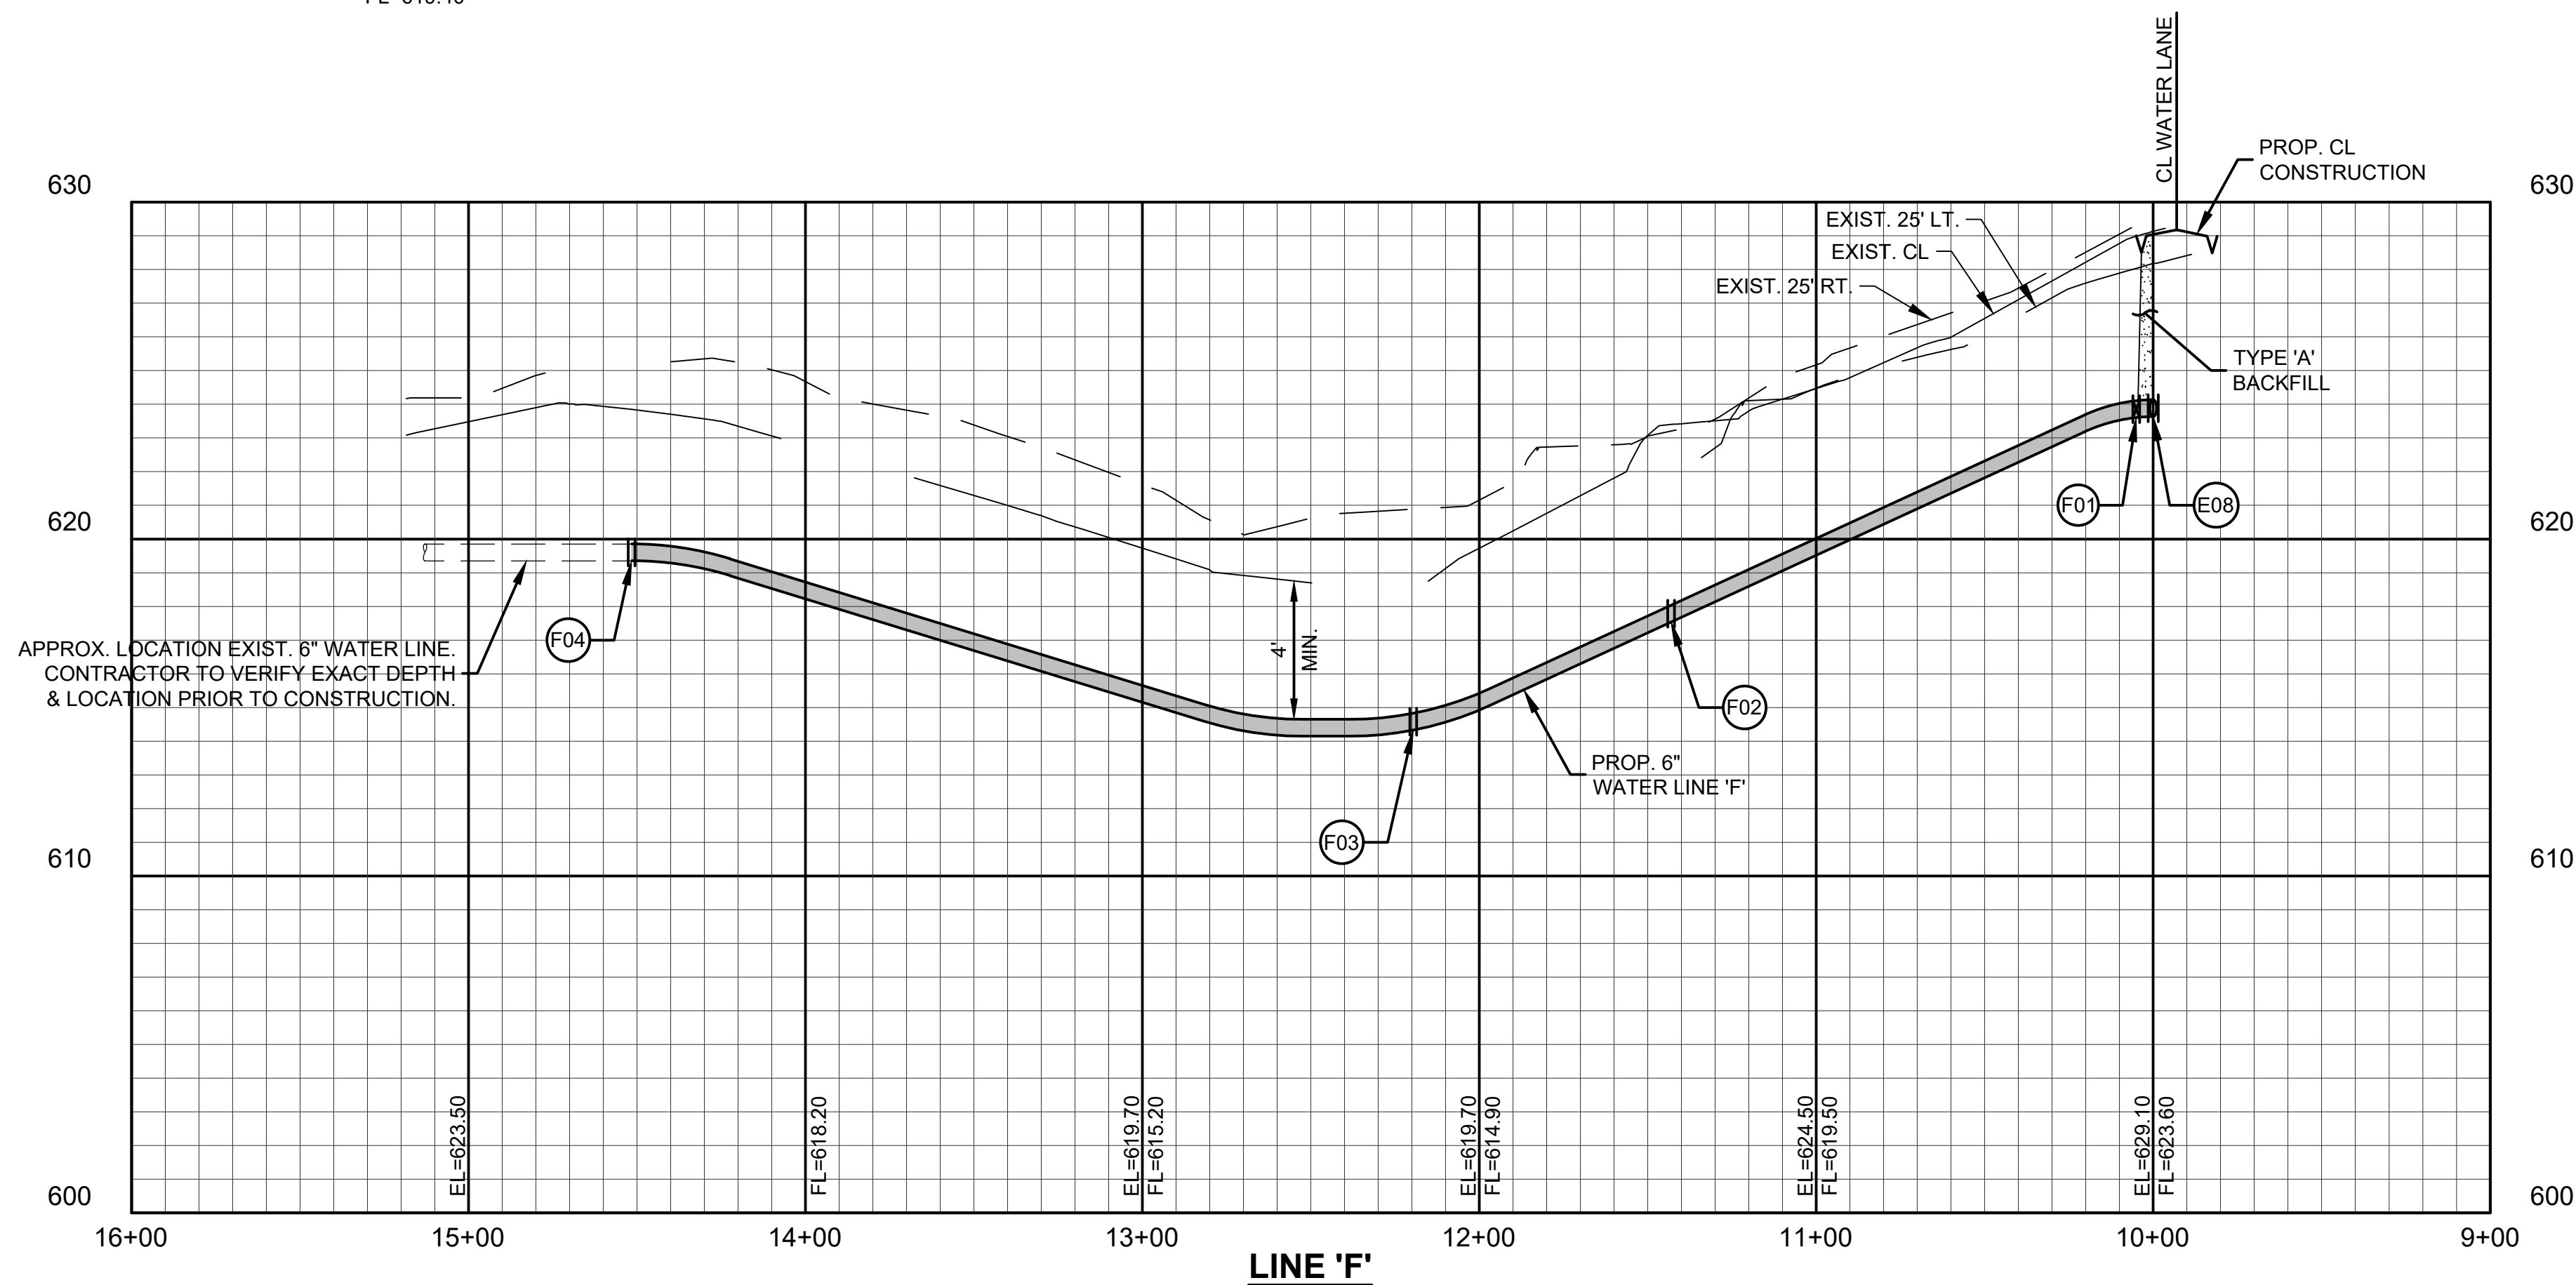 CL WATER LANE
PROP. CL
CONSTRUCTION
630
630
EXIST. 25' LT.
EXIST. CL
EXIST. 25' RT.
TYPE 'A'
BACKFILL
F01
E08
620
620
F04
APPROX. LOCATION EXIST. 6" WATER LINE.
CONTRACTOR TO VERIFY EXACT DEPTH
& LOCATION PRIOR TO CONSTRUCTION.
4'
MIN.
F02
PROP. 6"
WATER LINE 'F'
F03
610
610
EL=623.50
FL=618.20
EL=619.70
FL=615.20
EL=619.70
FL=614.90
EL=624.50
FL=619.50
EL=629.10
FL=623.60
600
600
16+00
15+00
14+00
13+00
12+00
11+00
10+00
9+00
LINE 'F'